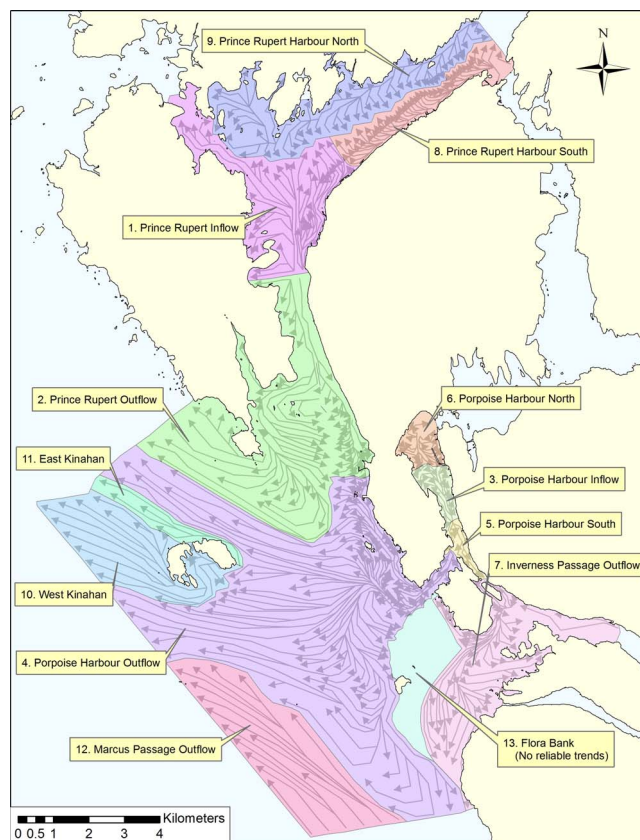 N
9. Prince Rupert Harbour North
8. Prince Rupert Harbour South
1. Prince Rupert Inflow
2. Prince Rupert Outflow
6. Porpoise Harbour North
11. East Kinahan
3. Porpoise Harbour Inflow
5. Porpoise Harbour South
7. Inverness Passage Outflow
10. West Kinahan
4. Porpoise Harbour Outflow
12. Marcus Passage Outflow
13. Flora Bank
(No reliable trends)
Kilometers
0 0.5 1 2 3 4